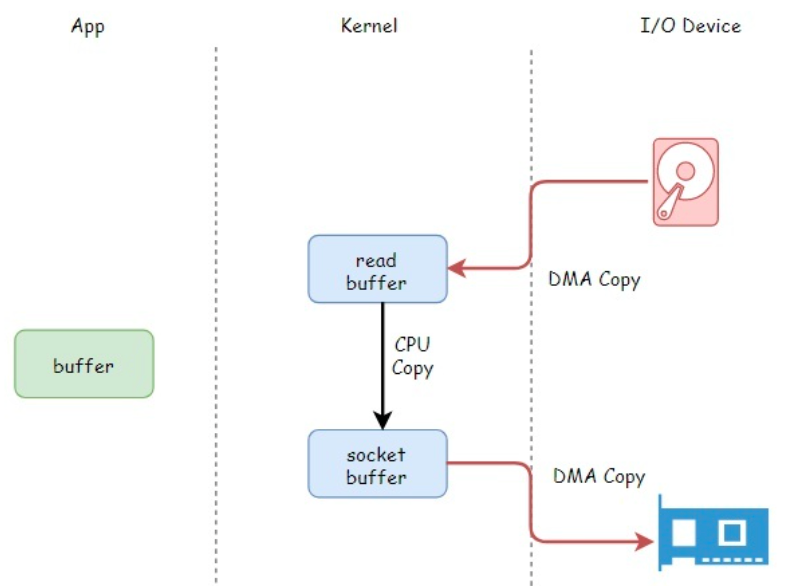 App
Kernel
I/O Device
read
buffer
DMA Copy
buffer
CPU
Copy
socket
buffer
DMA Copy